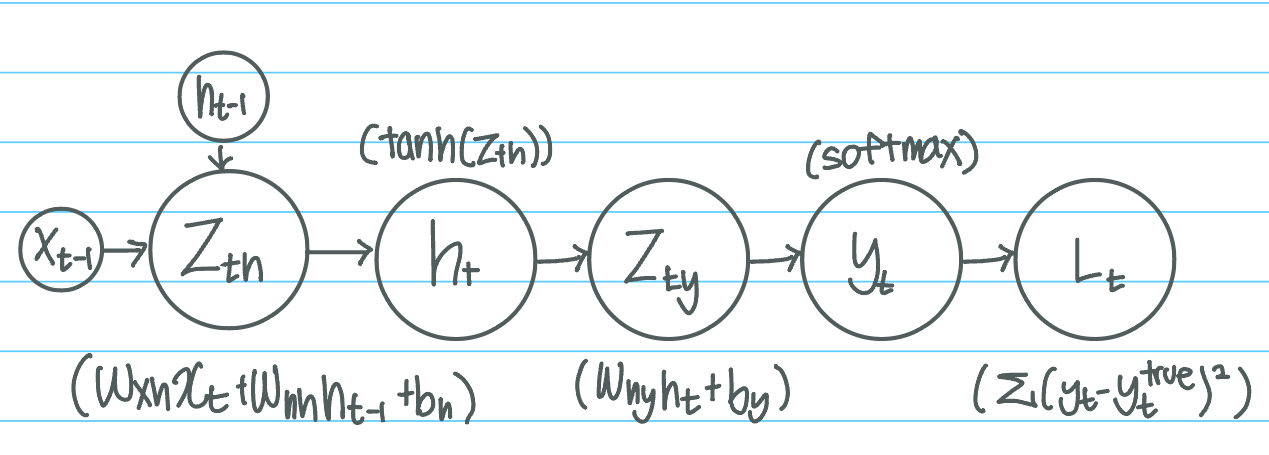 h_{t-1}
(tanh(Z_{th}))
(softmax)
x_{t-1} → Z_{th} → h_t → Z_{ty} → y_t → L_t
(W_{xh}x_t + W_{hh}h_{t-1} + b_h) (W_{hy}h_t + b_y) (Σ(y_t - y_t^{true})²)